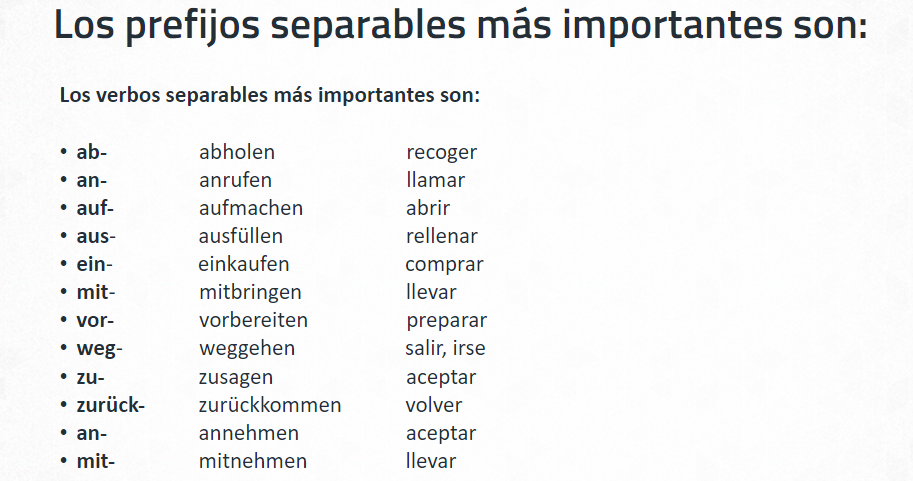 Los prefijos separables más importantes son:
Los verbos separables más importantes son:
• ab- abholen recoger
• an- anrufen llamar
• auf- aufmachen abrir
• aus- ausfüllen rellenar
• ein- einkaufen comprar
• mit- mitbringen llevar
• vor- vorbereiten preparar
• weg- weggehen salir, irse
• zu- zusagen aceptar
• zurück- zurückkommen volver
• an- annehmen aceptar
• mit- mitnehmen llevar